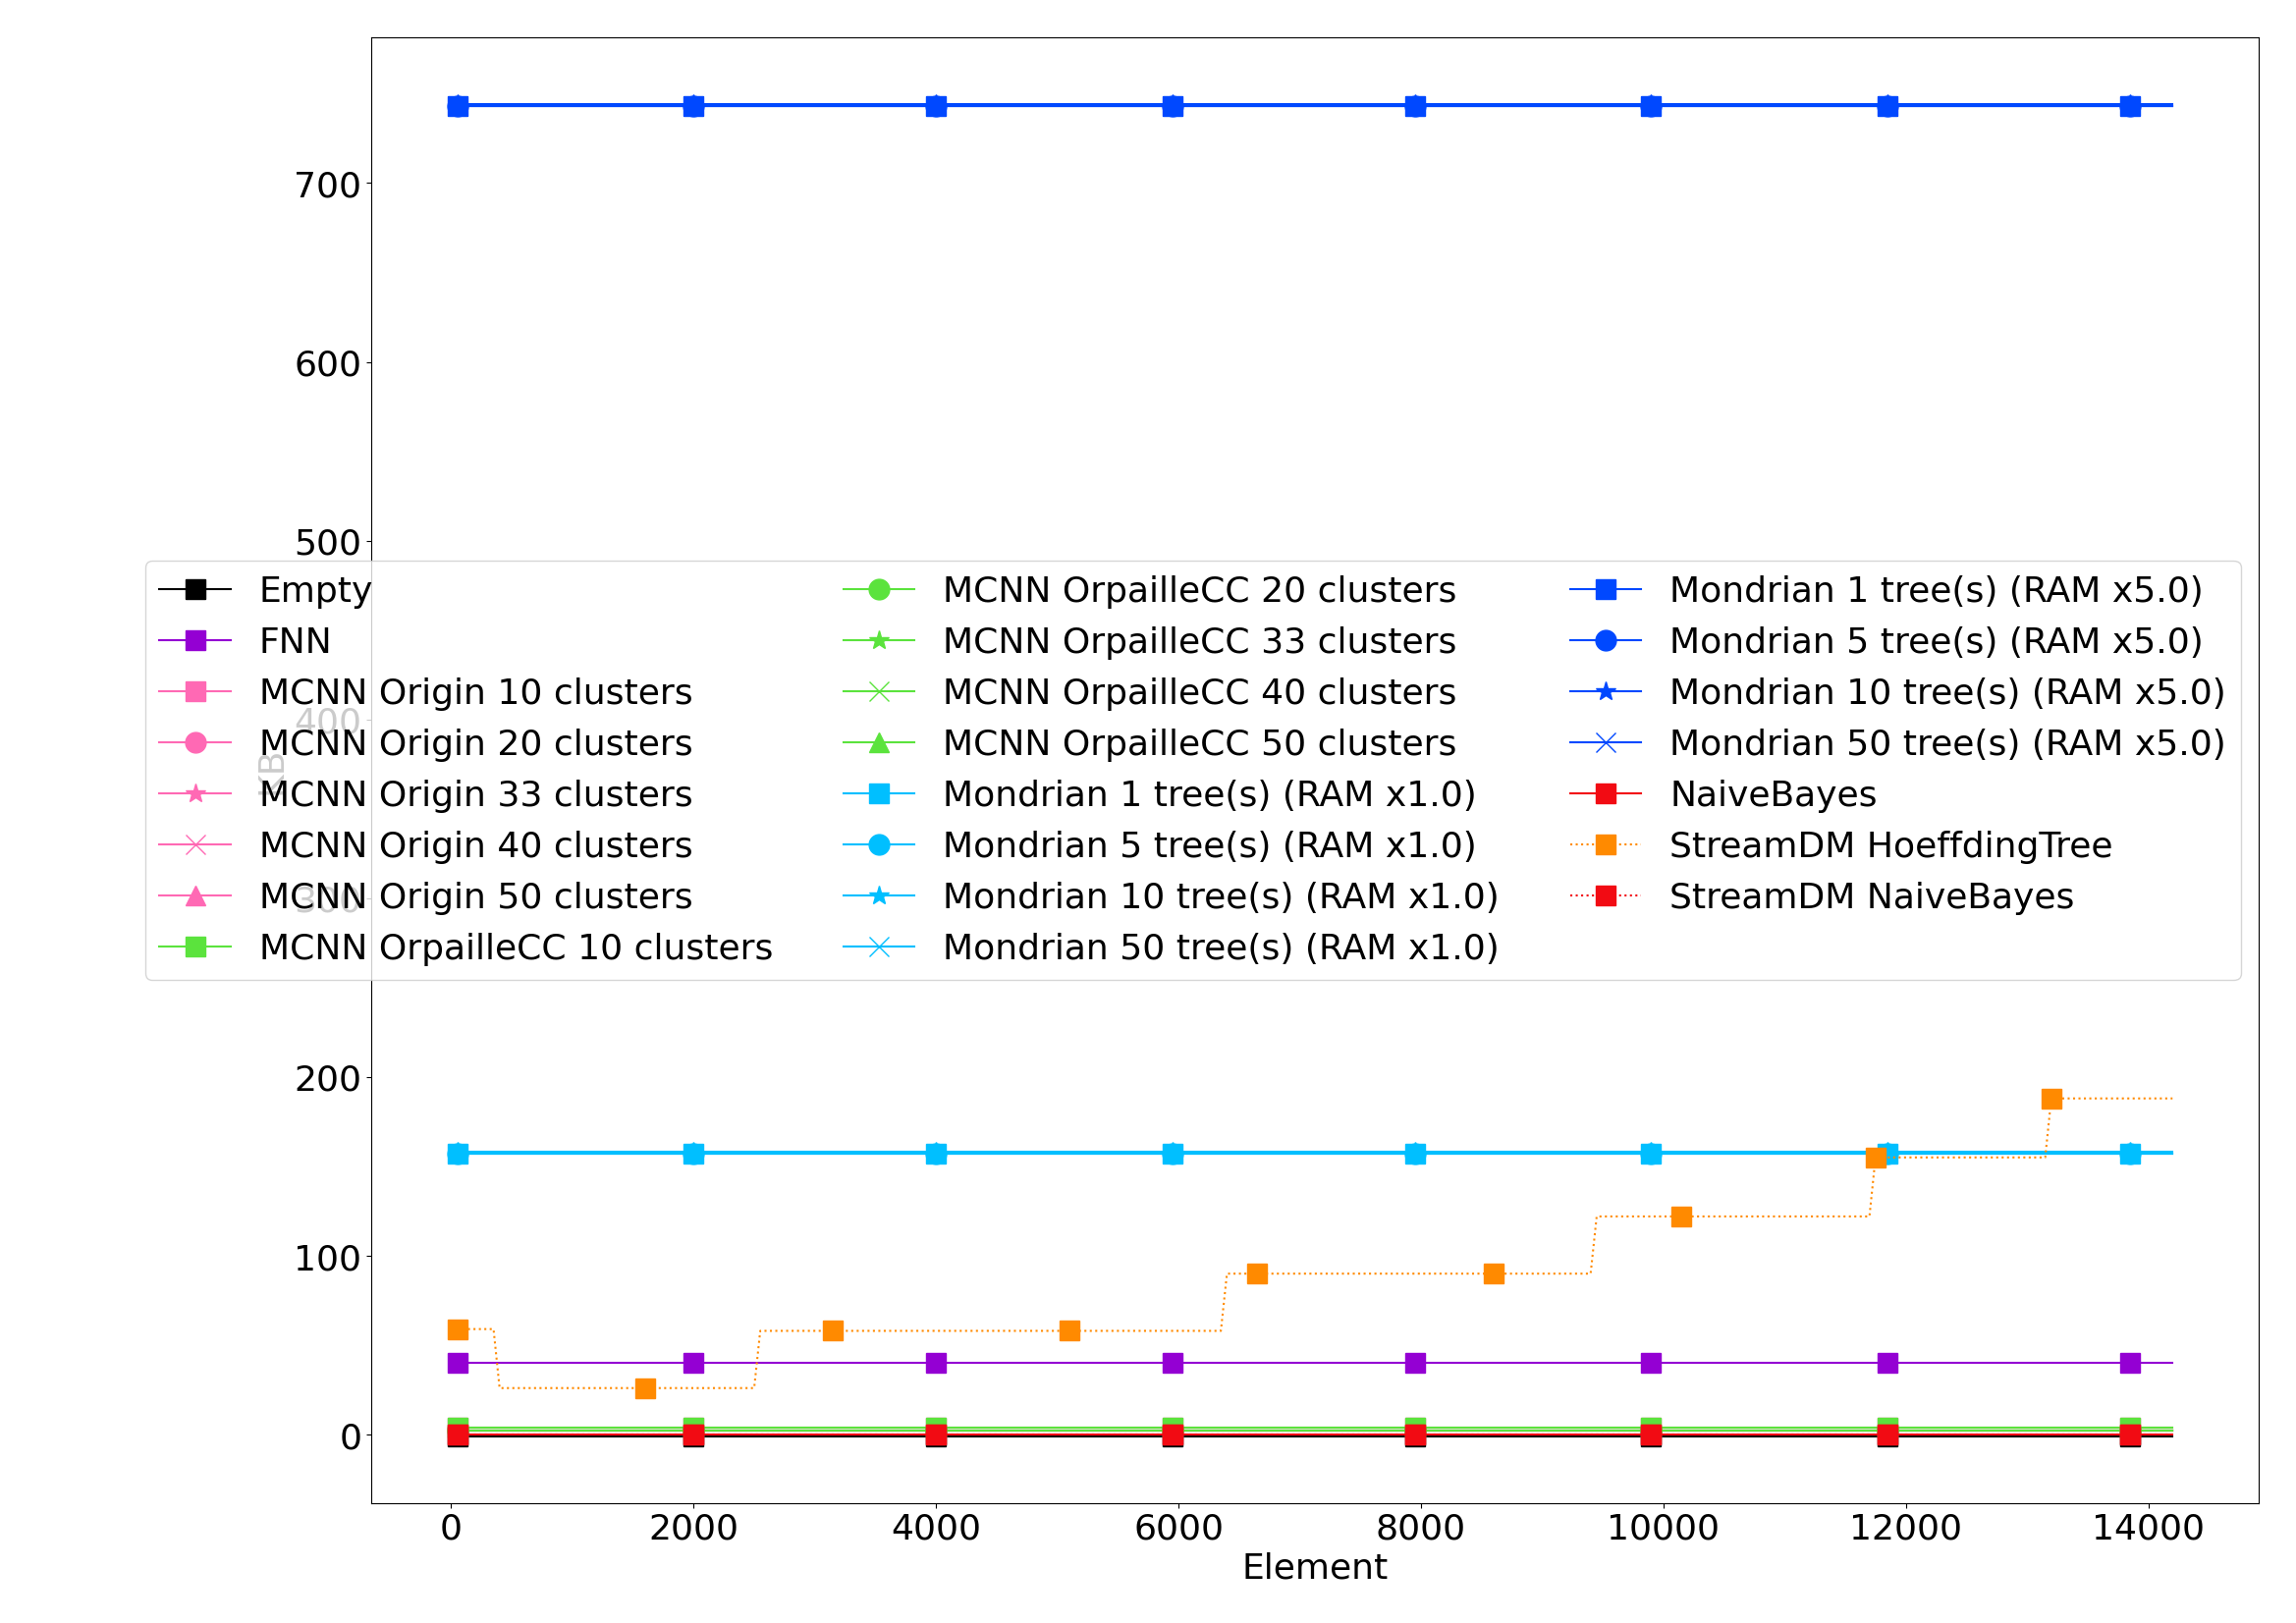 700
600
500
400
300
200
100
0
KB
Empty
FNN
MCNN Origin 10 clusters
MCNN Origin 20 clusters
MCNN Origin 33 clusters
MCNN Origin 40 clusters
MCNN Origin 50 clusters
MCNN OrpailleCC 10 clusters
MCNN OrpailleCC 20 clusters
MCNN OrpailleCC 33 clusters
MCNN OrpailleCC 40 clusters
MCNN OrpailleCC 50 clusters
Mondrian 1 tree(s) (RAM x1.0)
Mondrian 5 tree(s) (RAM x1.0)
Mondrian 10 tree(s) (RAM x1.0)
Mondrian 50 tree(s) (RAM x1.0)
Mondrian 1 tree(s) (RAM x5.0)
Mondrian 5 tree(s) (RAM x5.0)
Mondrian 10 tree(s) (RAM x5.0)
Mondrian 50 tree(s) (RAM x5.0)
NaiveBayes
StreamDM HoeffdingTree
StreamDM NaiveBayes
0 2000 4000 6000 8000 10000 12000 14000
Element